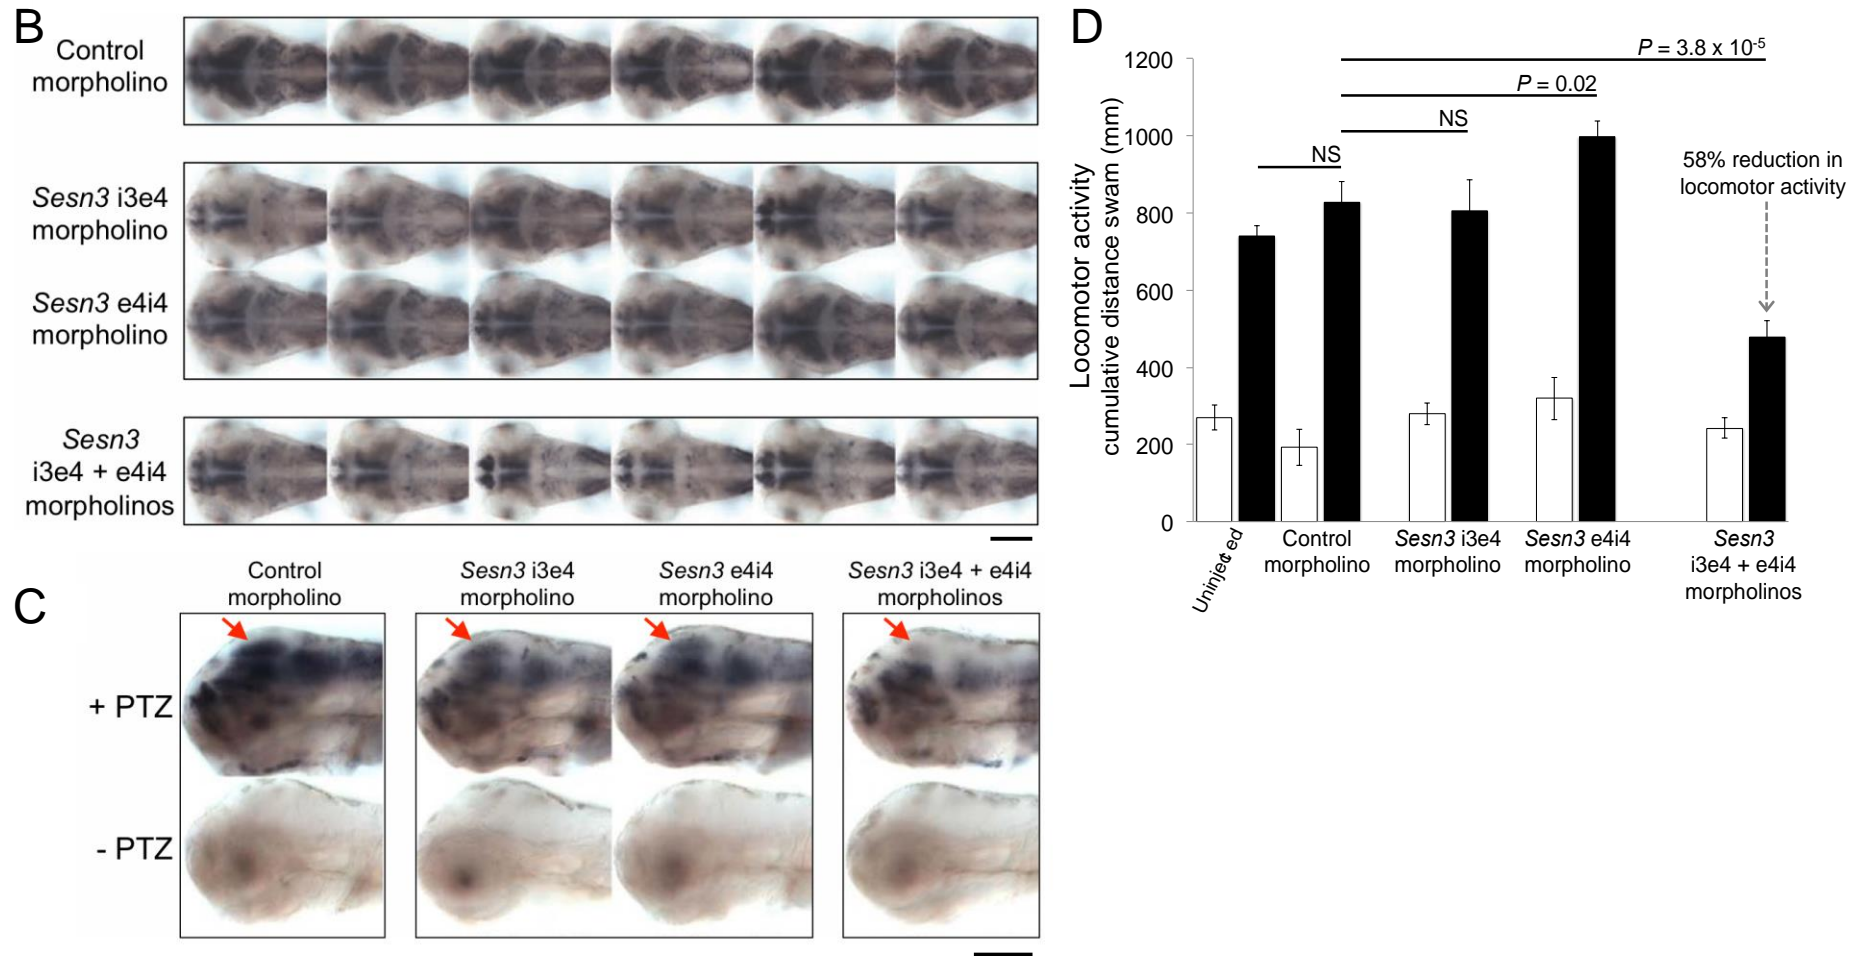 B
Control
morpholino
Sesn3 i3e4
morpholino
Sesn3 e4i4
morpholino
Sesn3
i3e4 + e4i4
morpholinos
C
Control
morpholino
Sesn3 i3e4
morpholino
Sesn3 e4i4
morpholino
Sesn3 i3e4 + e4i4
morpholinos
+ PTZ
- PTZ
D
Locomotor activity
cumulative distance swam (mm)
1200
1000
800
600
400
200
0
P = 3.8 x 10-5
P = 0.02
NS
NS
58% reduction in
locomotor activity
Uninjected
Control
morpholino
Sesn3 i3e4
morpholino
Sesn3 e4i4
morpholino
Sesn3
i3e4 + e4i4
morpholinos